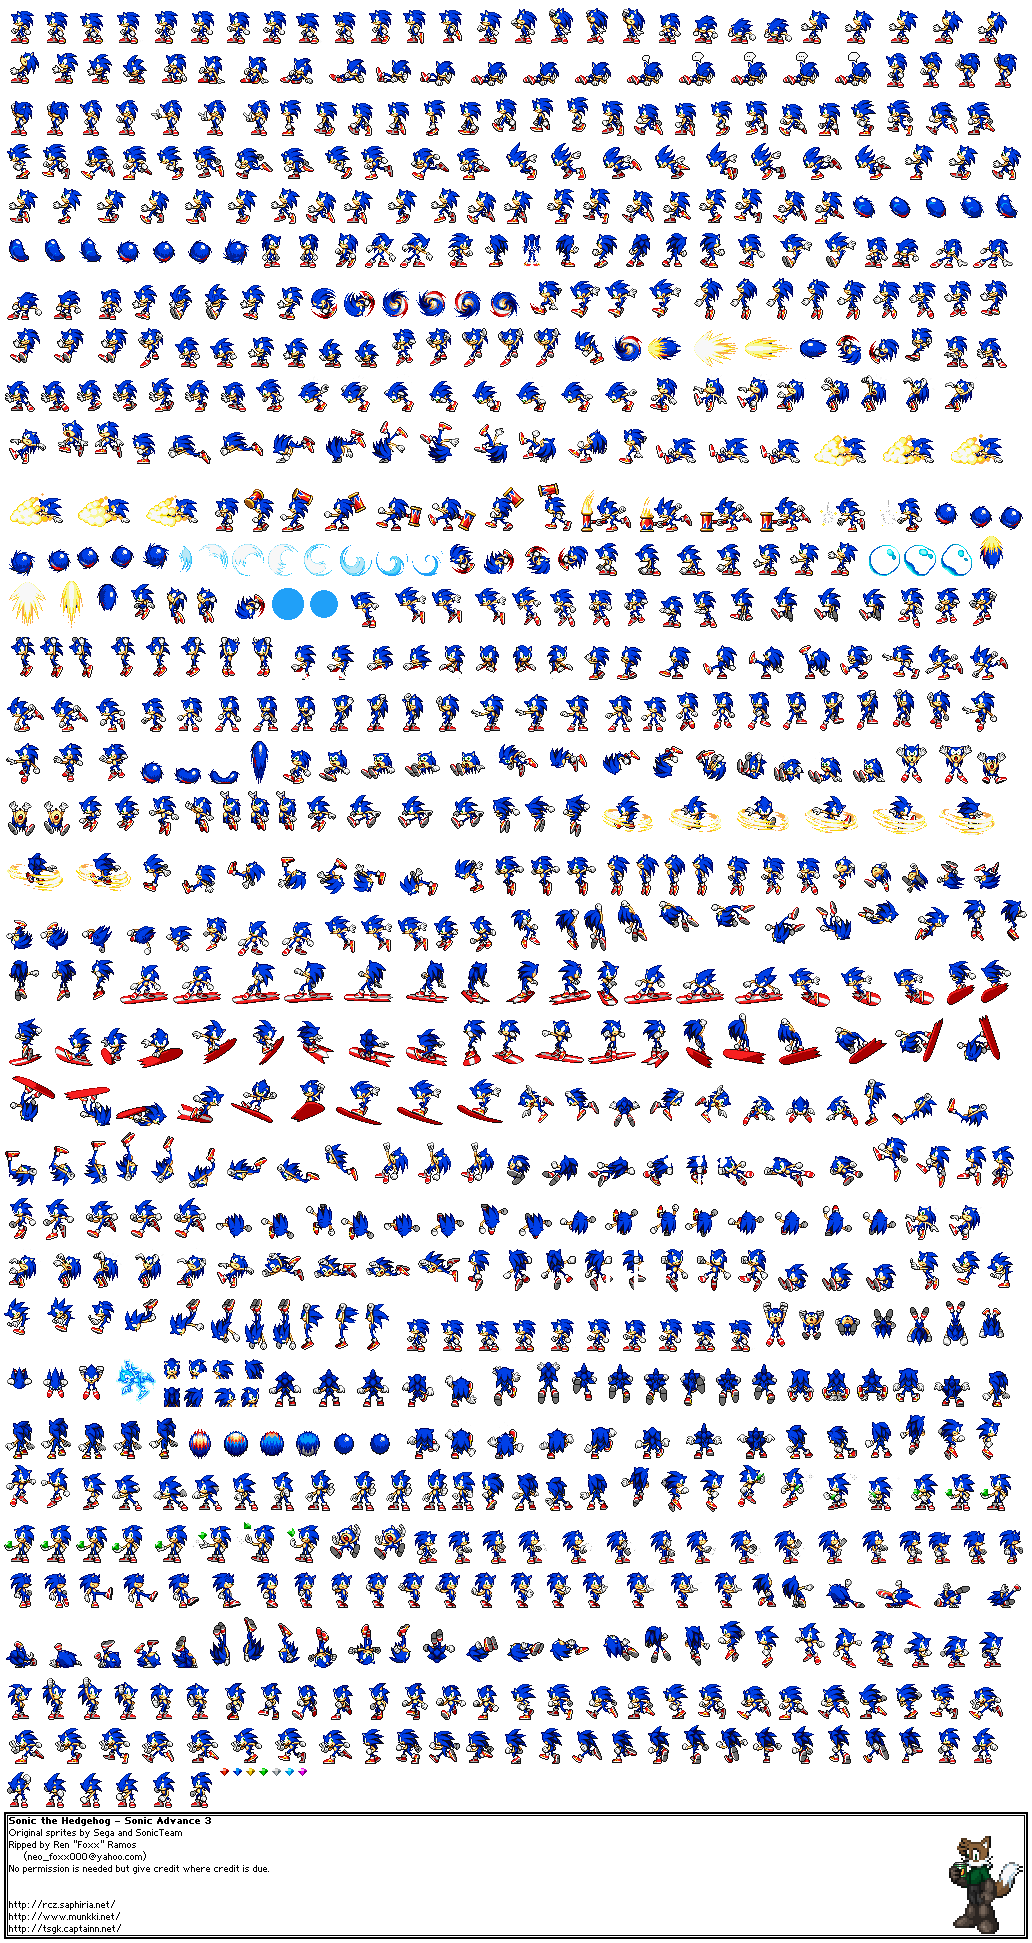 Sonic the Hedgehog - Sonic Advance 3
Original sprites by Sega and SonicTeam
Ripped by Ren "Foxx" Ramos
(neo_foxx000@yahoo.com)
No permission is needed but give credit where credit is due.
http://rcz.saphiria.net/
http://www.munkki.net/
http://tsgk.captainn.net/